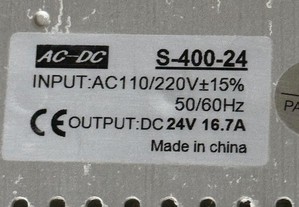 AC-DC S-400-24
INPUT:AC110/220V±15%
50/60Hz
CE OUTPUT:DC 24V 16.7A
Made in china
PA